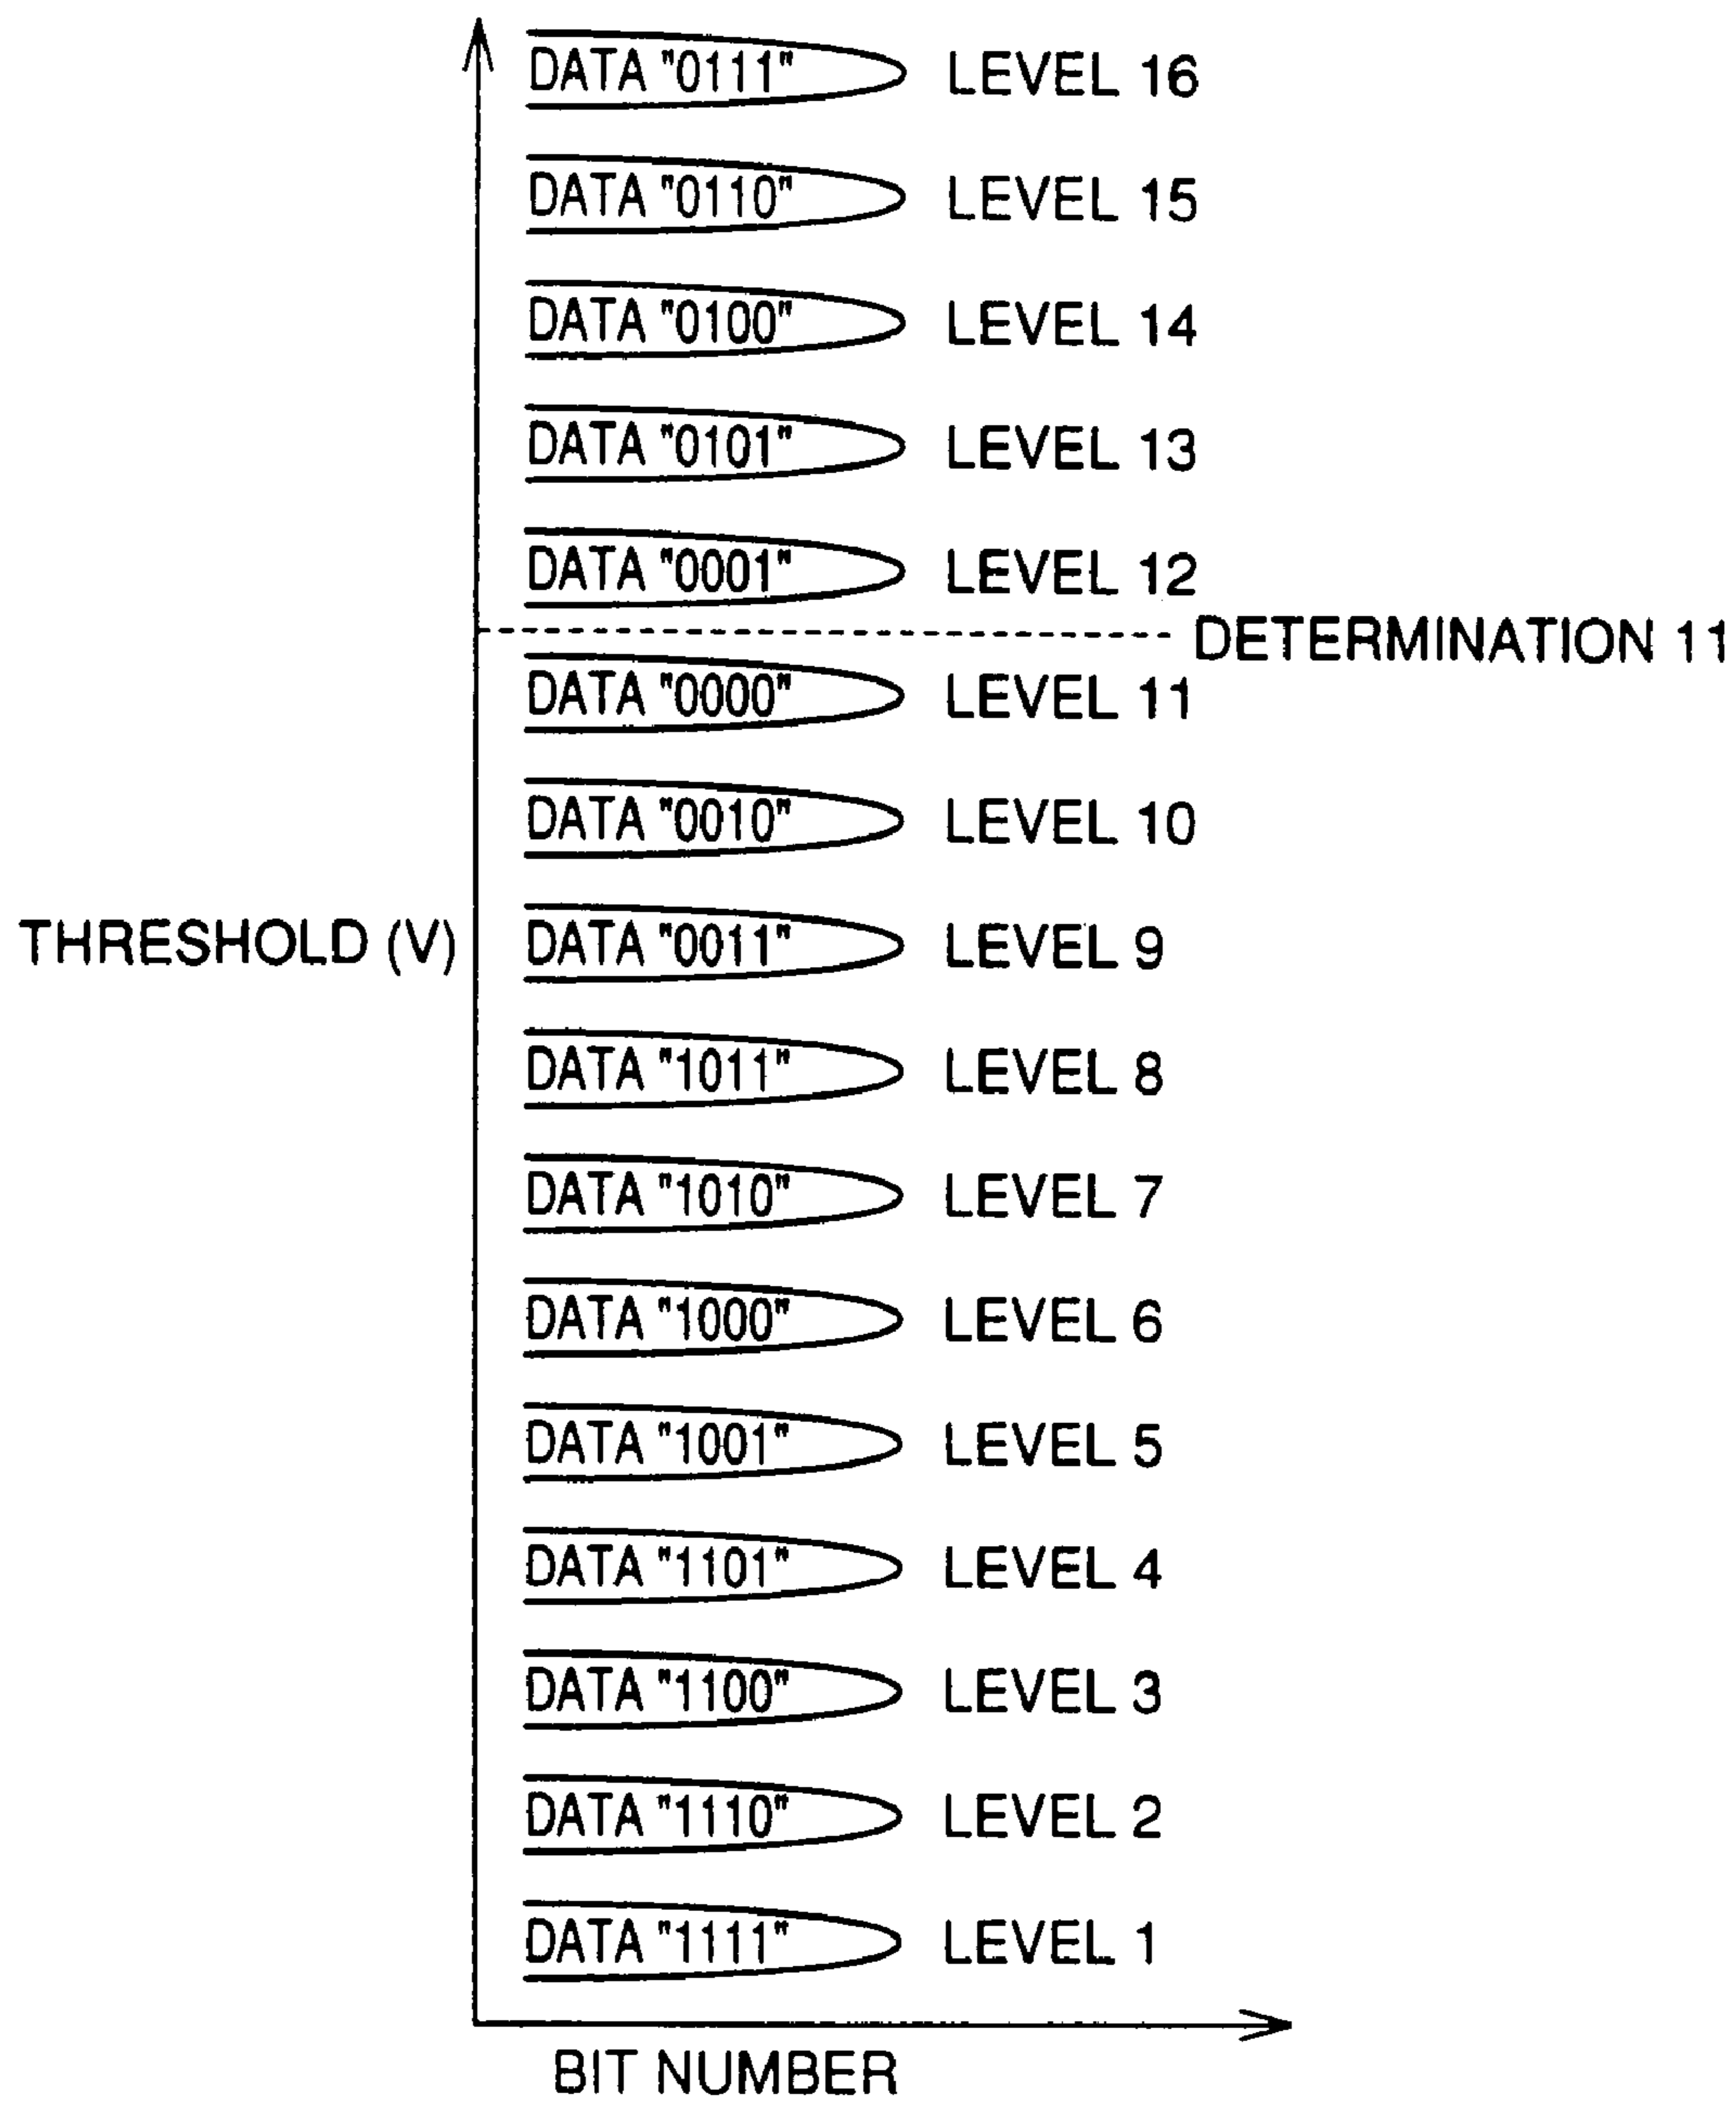 DATA "0111" LEVEL 16
DATA "0110" LEVEL 15
DATA "0100" LEVEL 14
DATA "0101" LEVEL 13
DATA "0001" LEVEL 12
DETERMINATION 11
DATA "0000" LEVEL 11
DATA "0010" LEVEL 10
THRESHOLD (V) DATA "0011" LEVEL 9
DATA "1011" LEVEL 8
DATA "1010" LEVEL 7
DATA "1000" LEVEL 6
DATA "1001" LEVEL 5
DATA "1101" LEVEL 4
DATA "1100" LEVEL 3
DATA "1110" LEVEL 2
DATA "1111" LEVEL 1
BIT NUMBER